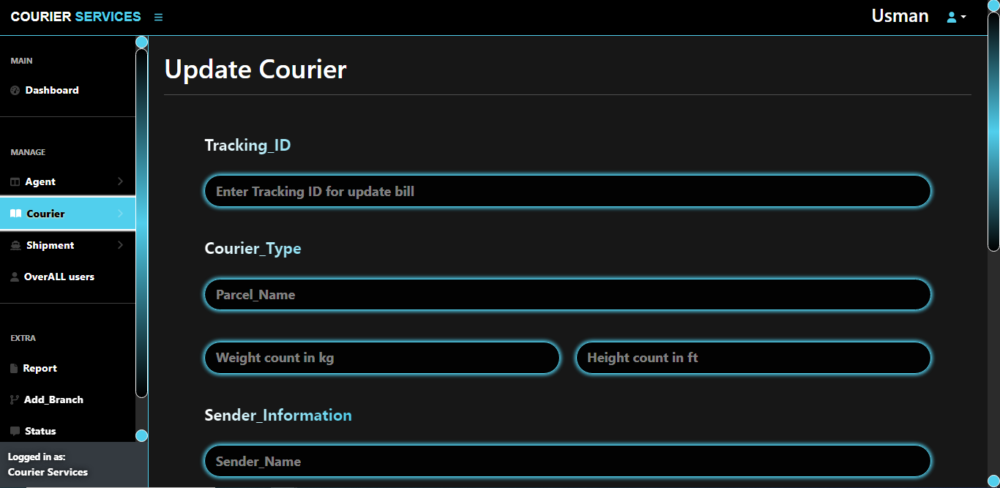 COURIER SERVICES
Usman
MAIN
Dashboard
MANAGE
Agent
Courier
Shipment
OverALL users
EXTRA
Report
Add_Branch
Status
Logged in as:
Courier Services
Update Courier
Tracking_ID
Enter Tracking ID for update bill
Courier_Type
Parcel_Name
Weight count in kg
Height count in ft
Sender_Information
Sender_Name